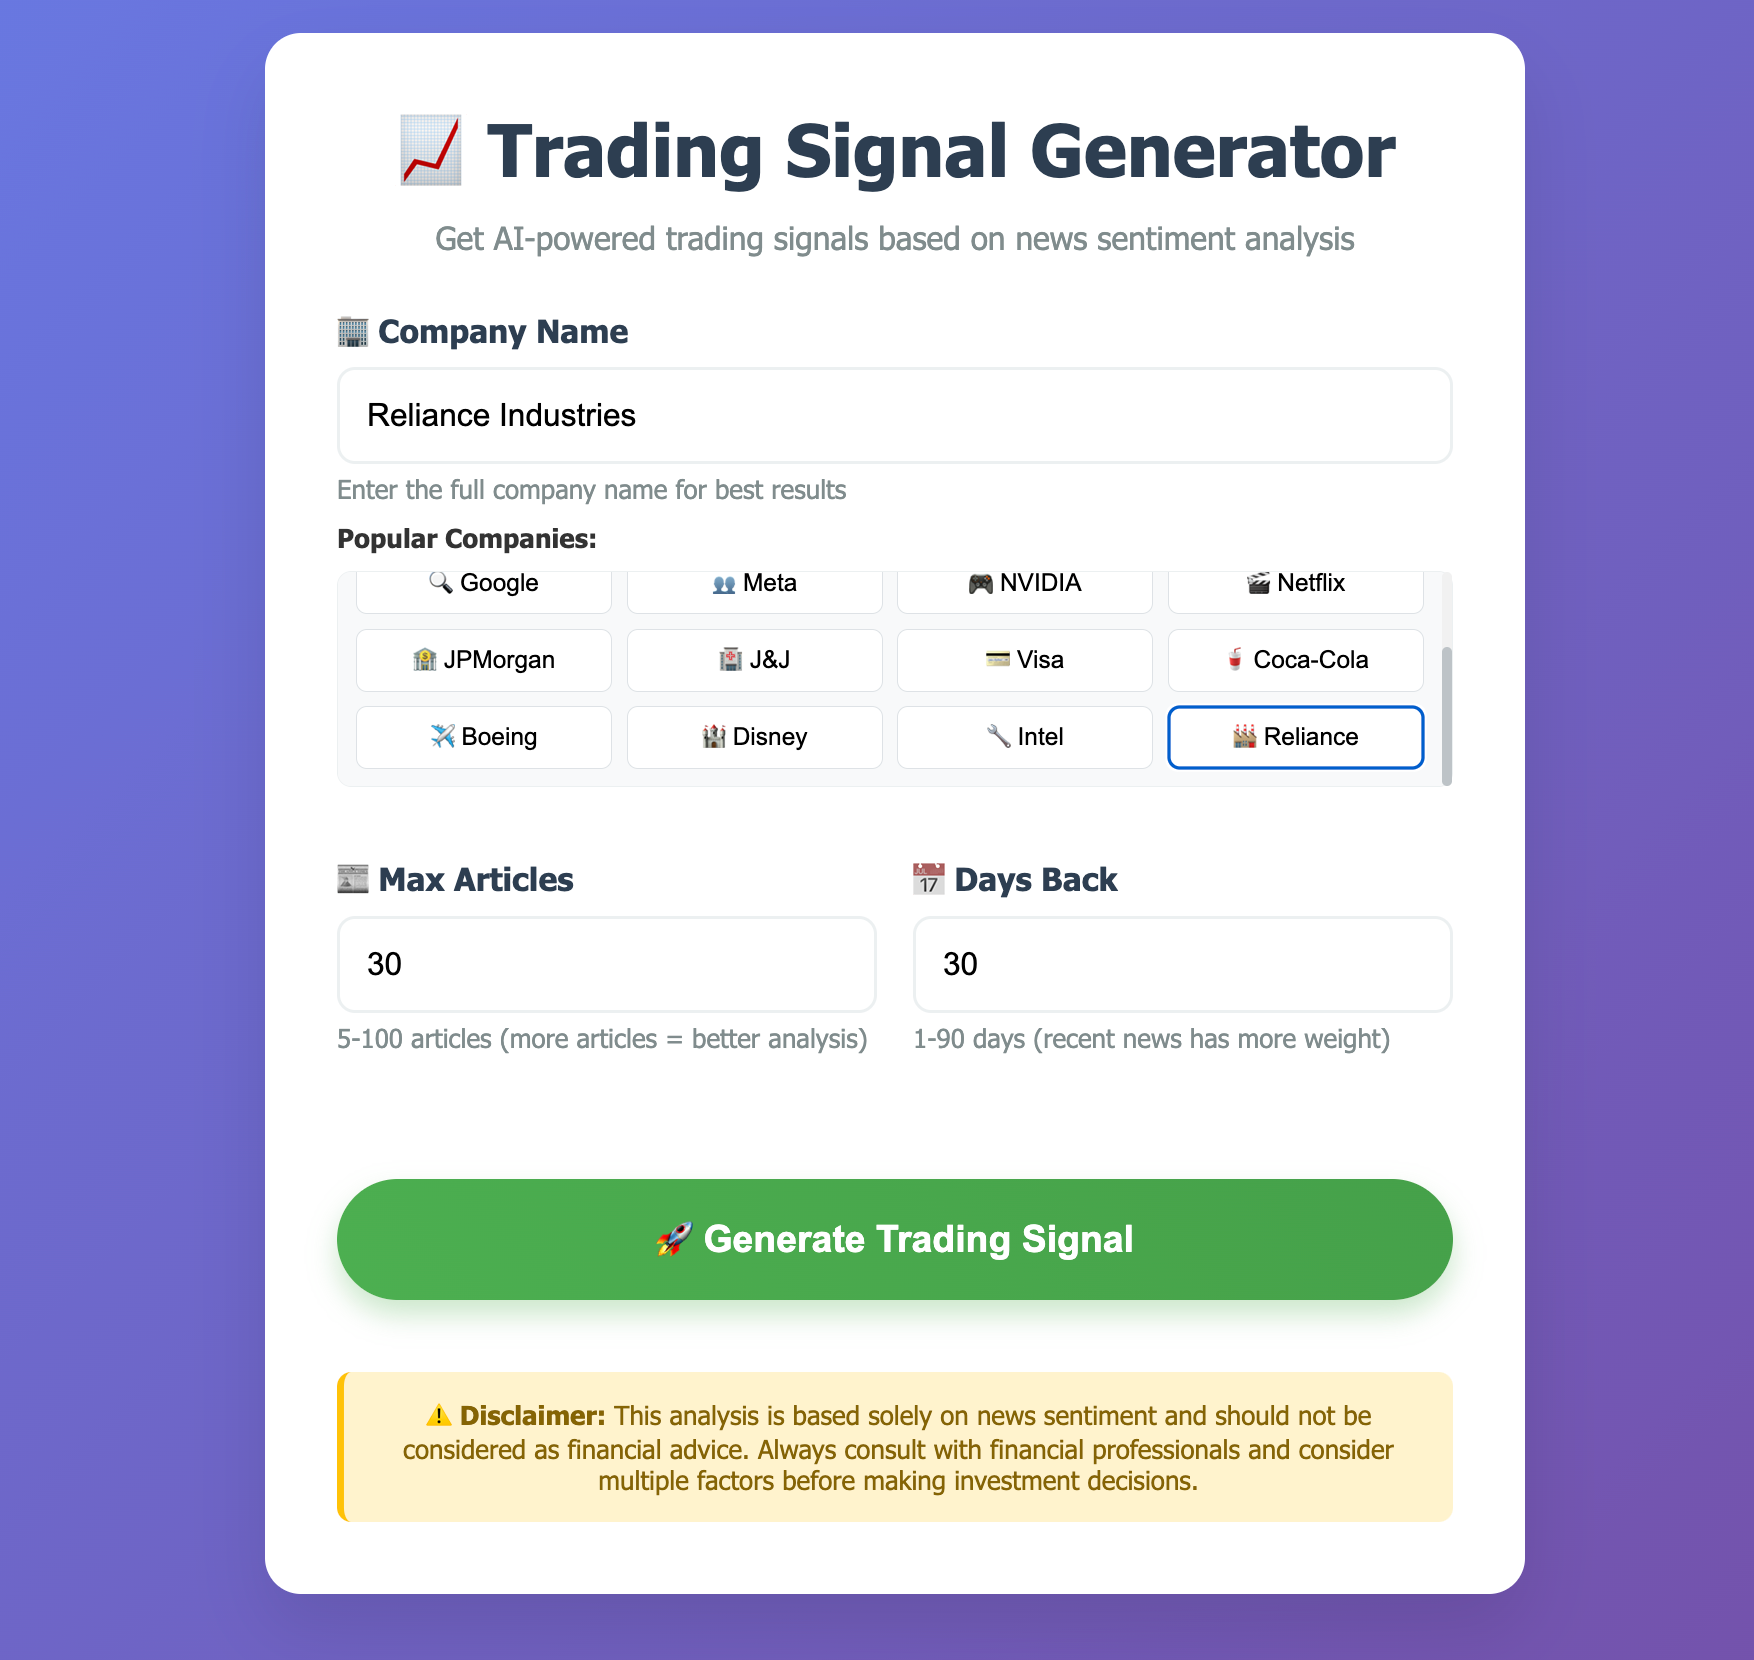 📈 Trading Signal Generator
Get AI-powered trading signals based on news sentiment analysis
🏢 Company Name
Reliance Industries
Enter the full company name for best results
Popular Companies:
🔍 Google 👥 Meta 🎮 NVIDIA 🎬 Netflix
🏦 JPMorgan 🏥 J&J 💳 Visa 🥤 Coca-Cola
✈️ Boeing 🏰 Disney 🔧 Intel 🏭 Reliance
📰 Max Articles 📅 Days Back
30 30
5-100 articles (more articles = better analysis) 1-90 days (recent news has more weight)
🚀 Generate Trading Signal
⚠️ Disclaimer: This analysis is based solely on news sentiment and should not be
considered as financial advice. Always consult with financial professionals and consider
multiple factors before making investment decisions.